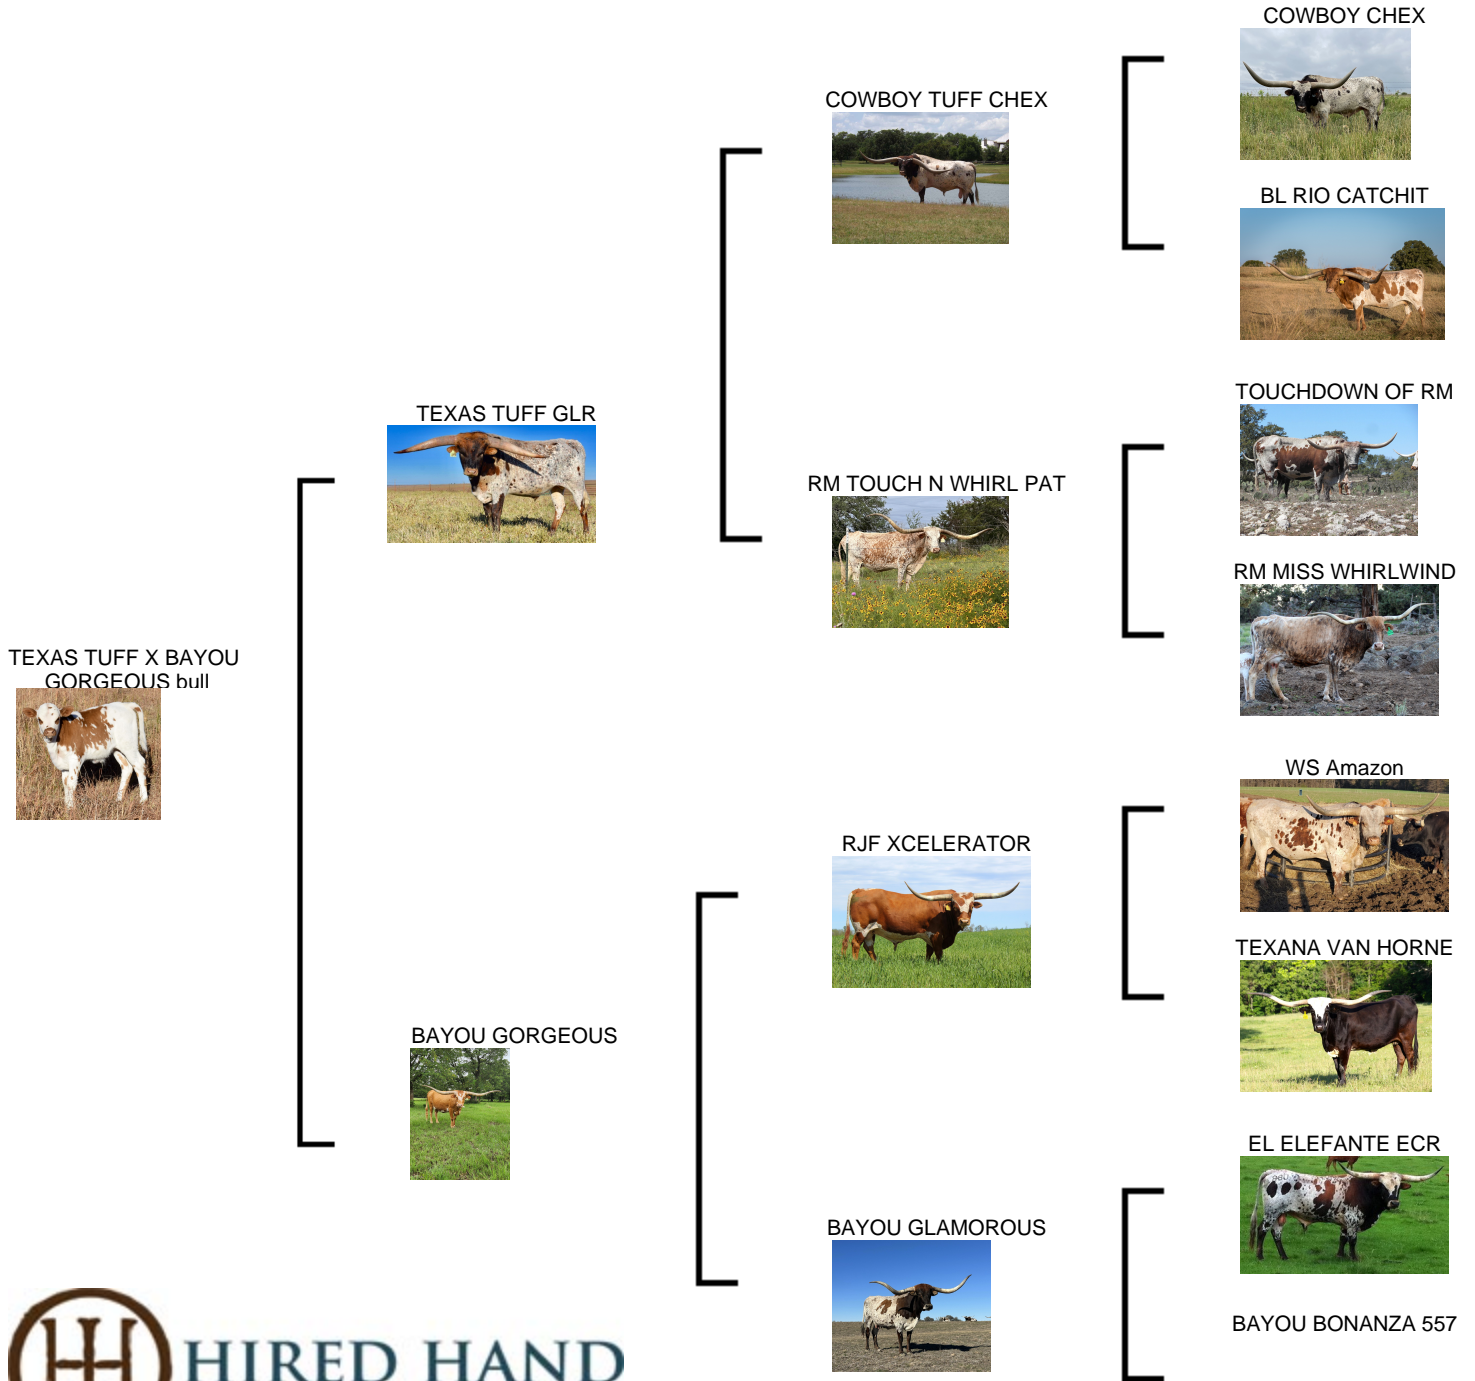 COWBOY CHEX
COWBOY TUFF CHEX
BL RIO CATCHIT
TOUCHDOWN OF RM
TEXAS TUFF GLR
RM TOUCH N WHIRL PAT
RM MISS WHIRLWIND
TEXAS TUFF X BAYOU
GORGEOUS bull
WS Amazon
RJF XCELERATOR
TEXANA VAN HORNE
BAYOU GORGEOUS
EL ELEFANTE ECR
BAYOU GLAMOROUS
BAYOU BONANZA 557
HIRED HAND